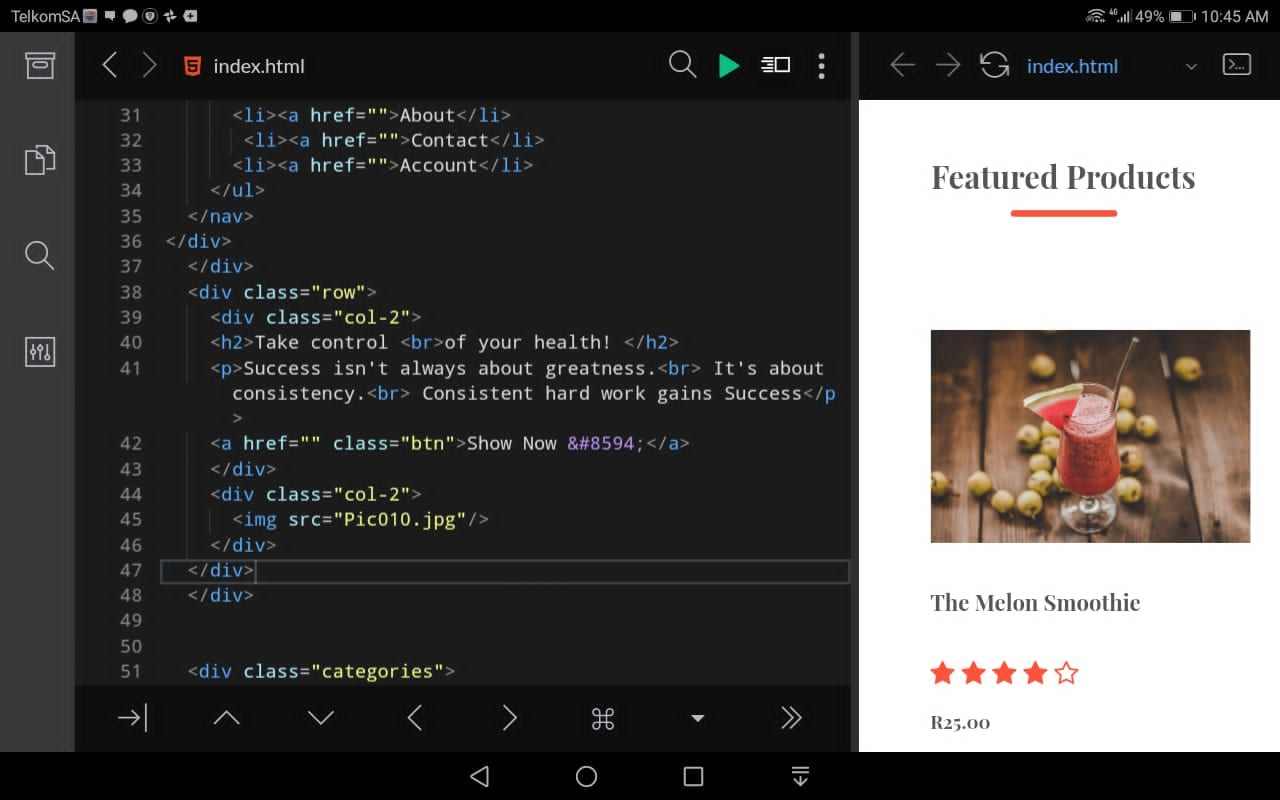 TelkomSA 4G 49% 10:45 AM
index.html
index.html
31 <li><a href="">About</li>
32 <li><a href="">Contact</li>
33 <li><a href="">Account</li>
34 </ul>
35 </nav>
36 </div>
37 </div>
38 <div class="row">
39 <div class="col-2">
40 <h2>Take control <br>of your health! </h2>
41 <p>Success isn't always about greatness.<br> It's about
consistency.<br> Consistent hard work gains Success</p
>
42 <a href="" class="btn">Show Now &#8594;</a>
43 </div>
44 <div class="col-2">
45 <img src="Pic010.jpg"/>
46 </div>
47 </div>
48 </div>
49
50
51 <div class="categories">
Featured Products
The Melon Smoothie
R25.00